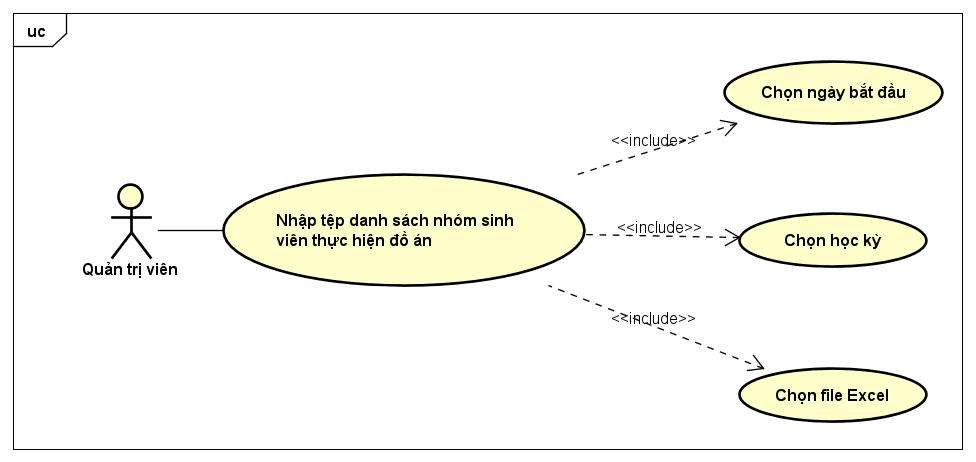 uc
Chọn ngày bắt đầu
<<include>>
Nhập tệp danh sách nhóm sinh
viên thực hiện đồ án
<<include>>
Chọn học kỳ
Quản trị viên
<<include>>
Chọn file Excel